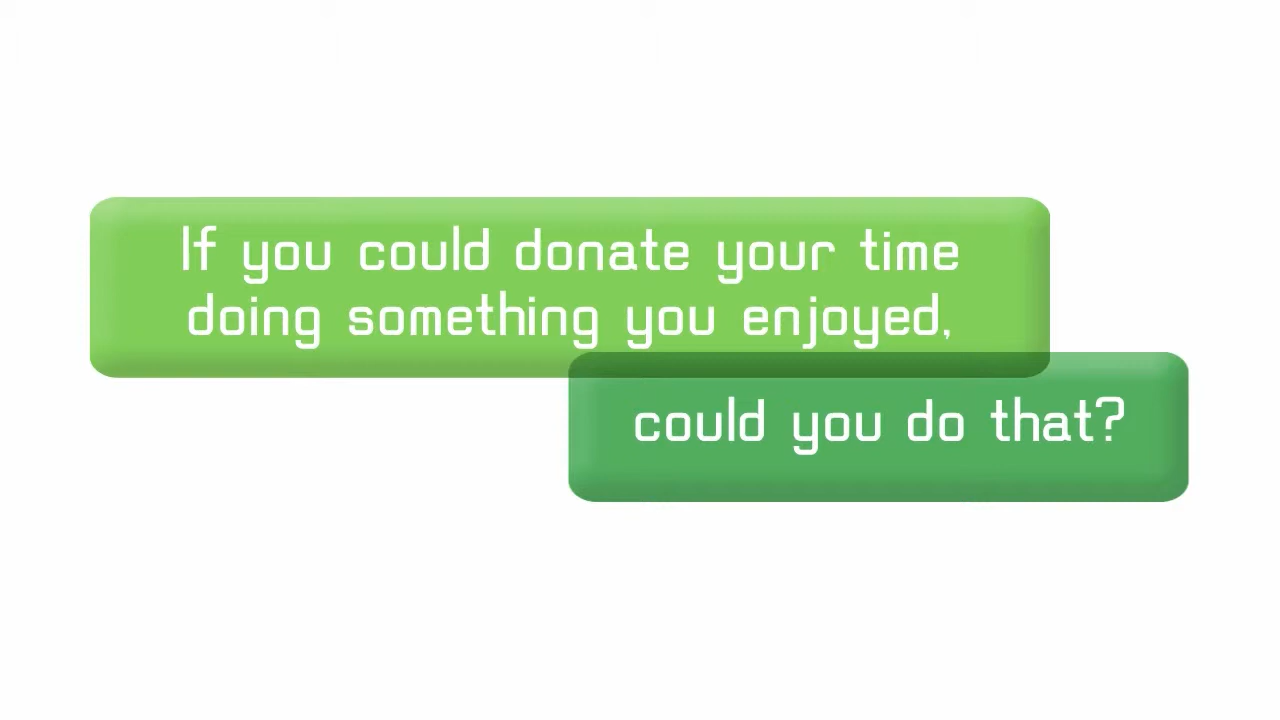 If you could donate your time
doing something you enjoyed,
could you do that?